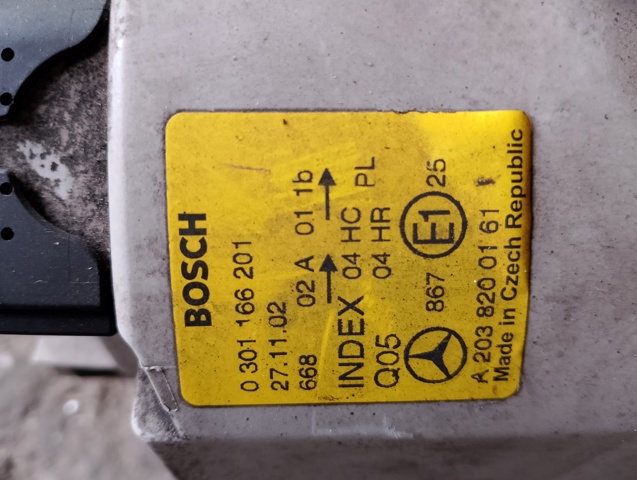 BOSCH
0 301 166 201
27.11.02
668 02 A 01 1b
INDEX 04 HC PL
Q05 04 HR
867 E1 25
A 203 820 01 61
Made in Czech Republic